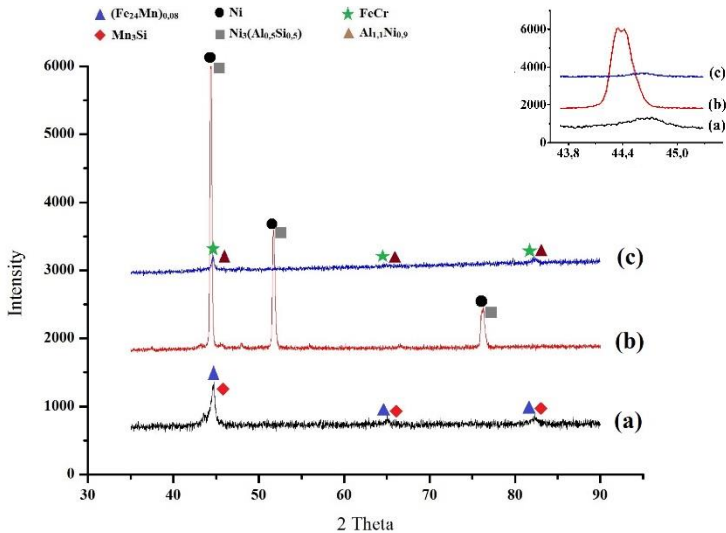 (Fe₂₄Mn)₀,₀₈ Ni FeCr
Mn₃Si Ni₃(Al₀,₅Si₀,₅) Al₁,₁Ni₀,₉
6000
5000
4000
3000
2000
1000
0
Intensity
30 40 50 60 70 80 90
2 Theta
(c)
(b)
(a)
6000
4000
2000
0
43.8 44.4 45.0
(c)
(b)
(a)